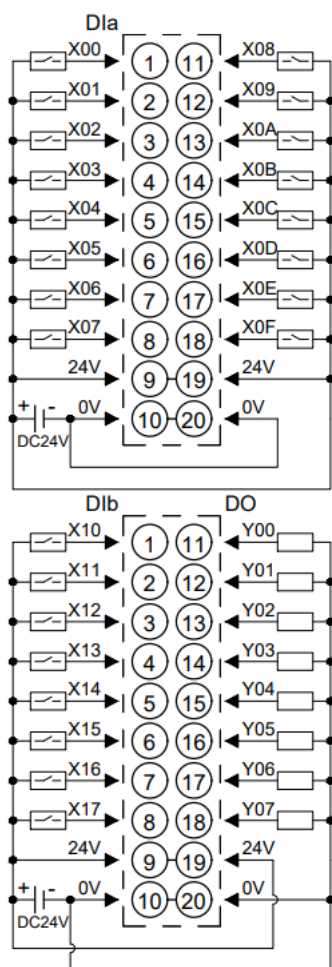 DIa
X00 1 11 X08
X01 2 12 X09
X02 3 13 X0A
X03 4 14 X0B
X04 5 15 X0C
X05 6 16 X0D
X06 7 17 X0E
X07 8 18 X0F
24V 9 19 24V
+ - 0V 10 20 0V
DC24V
DIb DO
X10 1 11 Y00
X11 2 12 Y01
X12 3 13 Y02
X13 4 14 Y03
X14 5 15 Y04
X15 6 16 Y05
X16 7 17 Y06
X17 8 18 Y07
24V 9 19 24V
+ - 0V 10 20 0V
DC24V